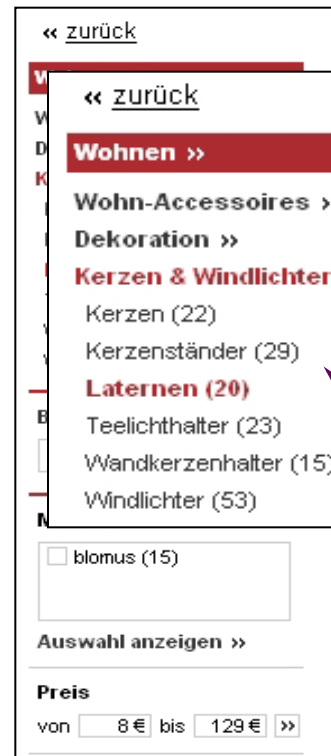 « zurück
« zurück
Wohnen »
Wohn-Accessoires
Dekoration »
Kerzen & Windlichter
Kerzen (22)
Kerzenständer (29)
Laternen (20)
Teelichthalter (23)
Wandkerzenhalter (15)
Windlichter (53)
blomus (15)
Auswahl anzeigen »
Preis
von 8 € bis 129 € »